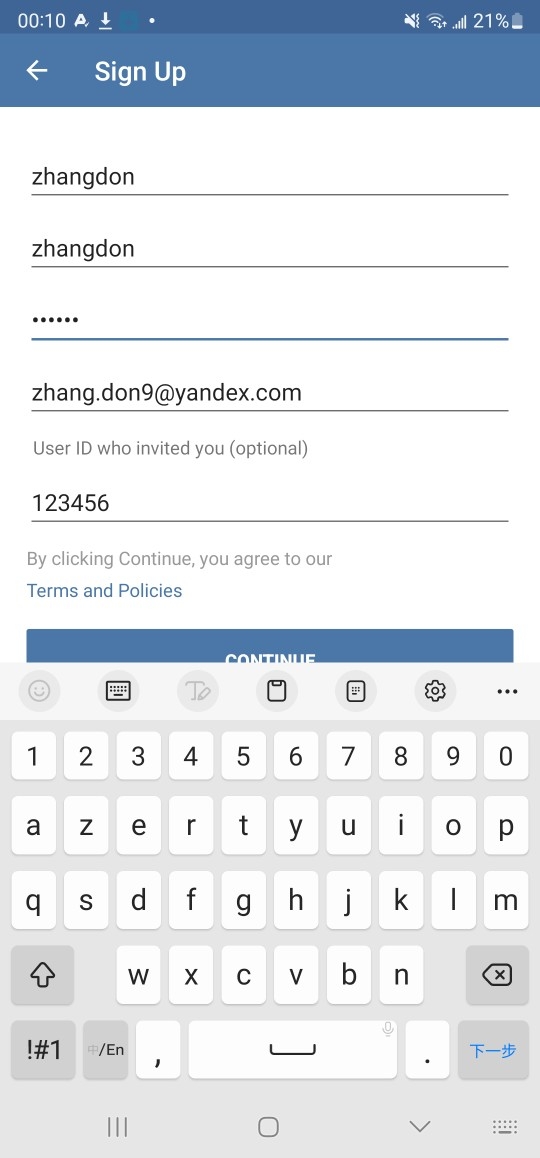 00:10 21%
Sign Up
zhangdon
zhangdon
••••••
zhang.don9@yandex.com
User ID who invited you (optional)
123456
By clicking Continue, you agree to our
Terms and Policies
CONTINUE
1 2 3 4 5 6 7 8 9 0
a z e r t y u i o p
q s d f g h j k l m
w x c v b n
!#1 中/En , . 下一步